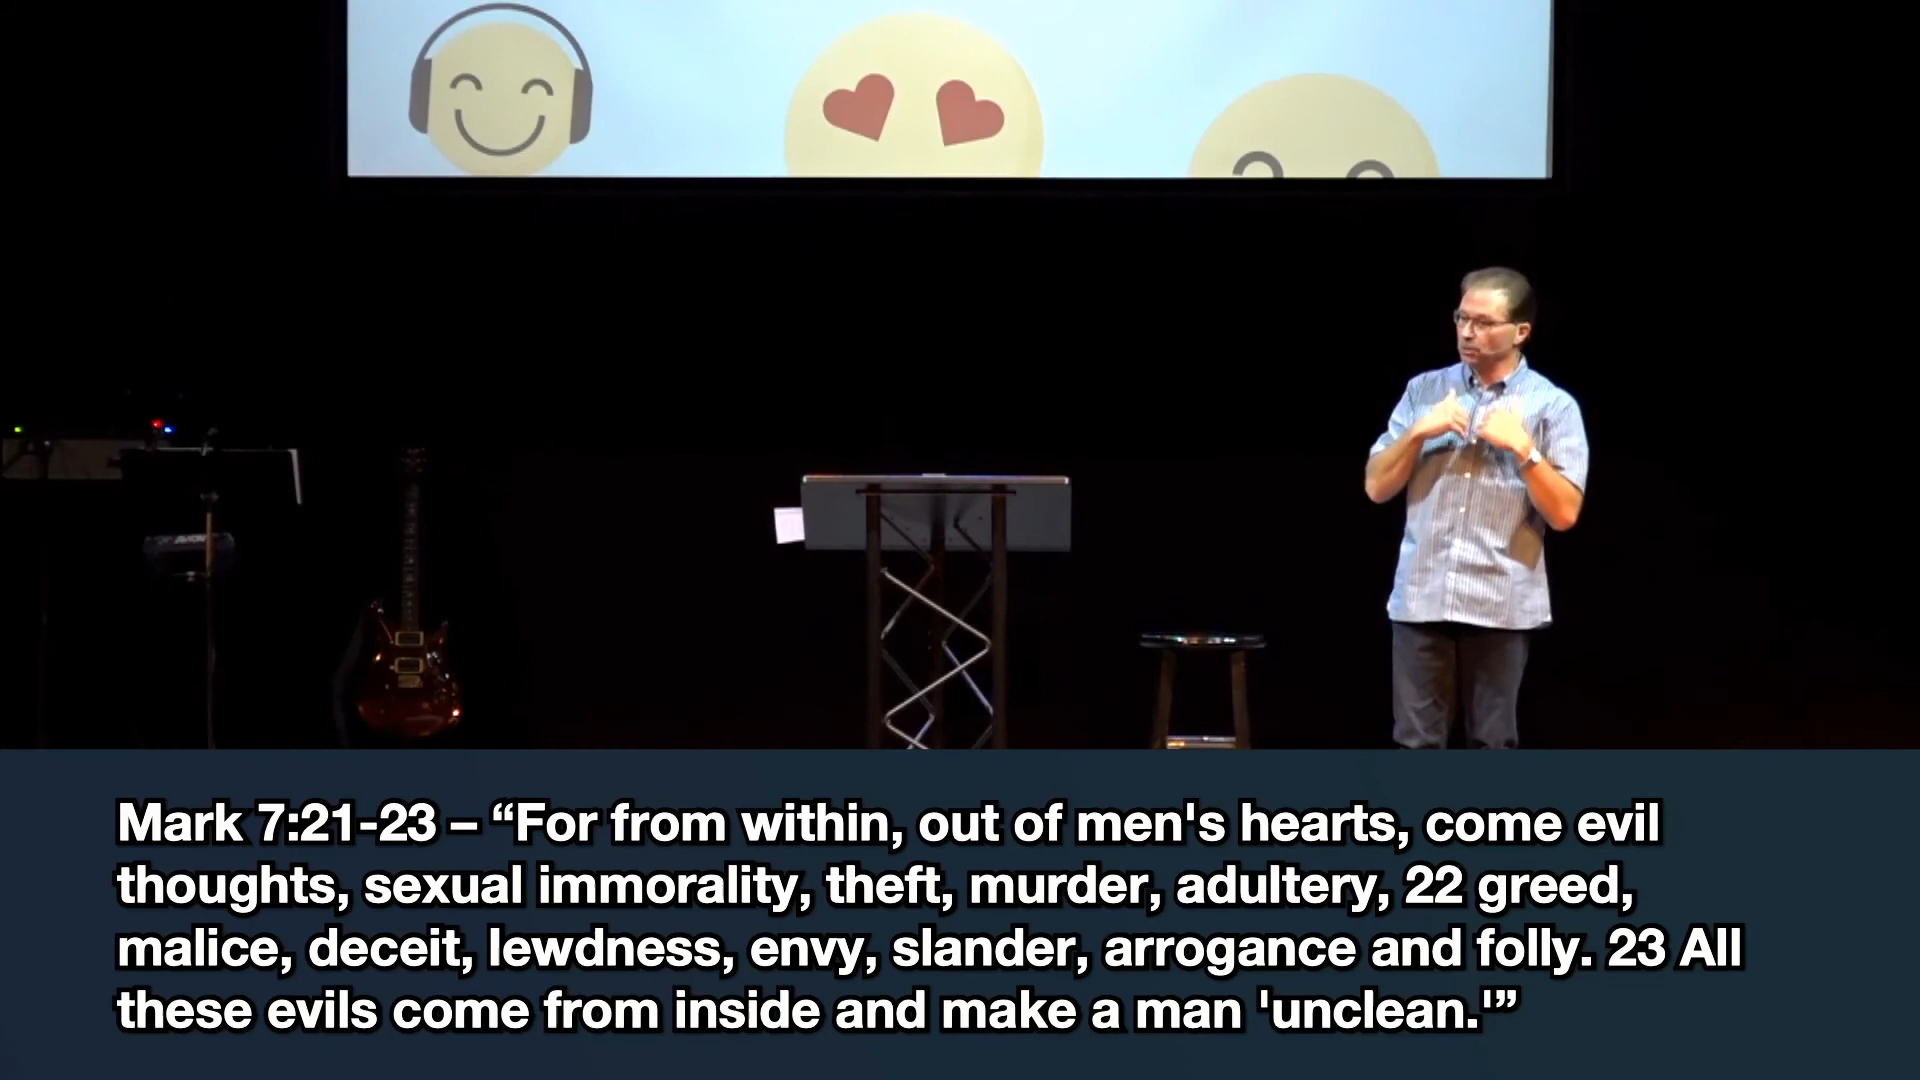 Mark 7:21-23 – “For from within, out of men's hearts, come evil
thoughts, sexual immorality, theft, murder, adultery, 22 greed,
malice, deceit, lewdness, envy, slander, arrogance and folly. 23 All
these evils come from inside and make a man 'unclean.'”